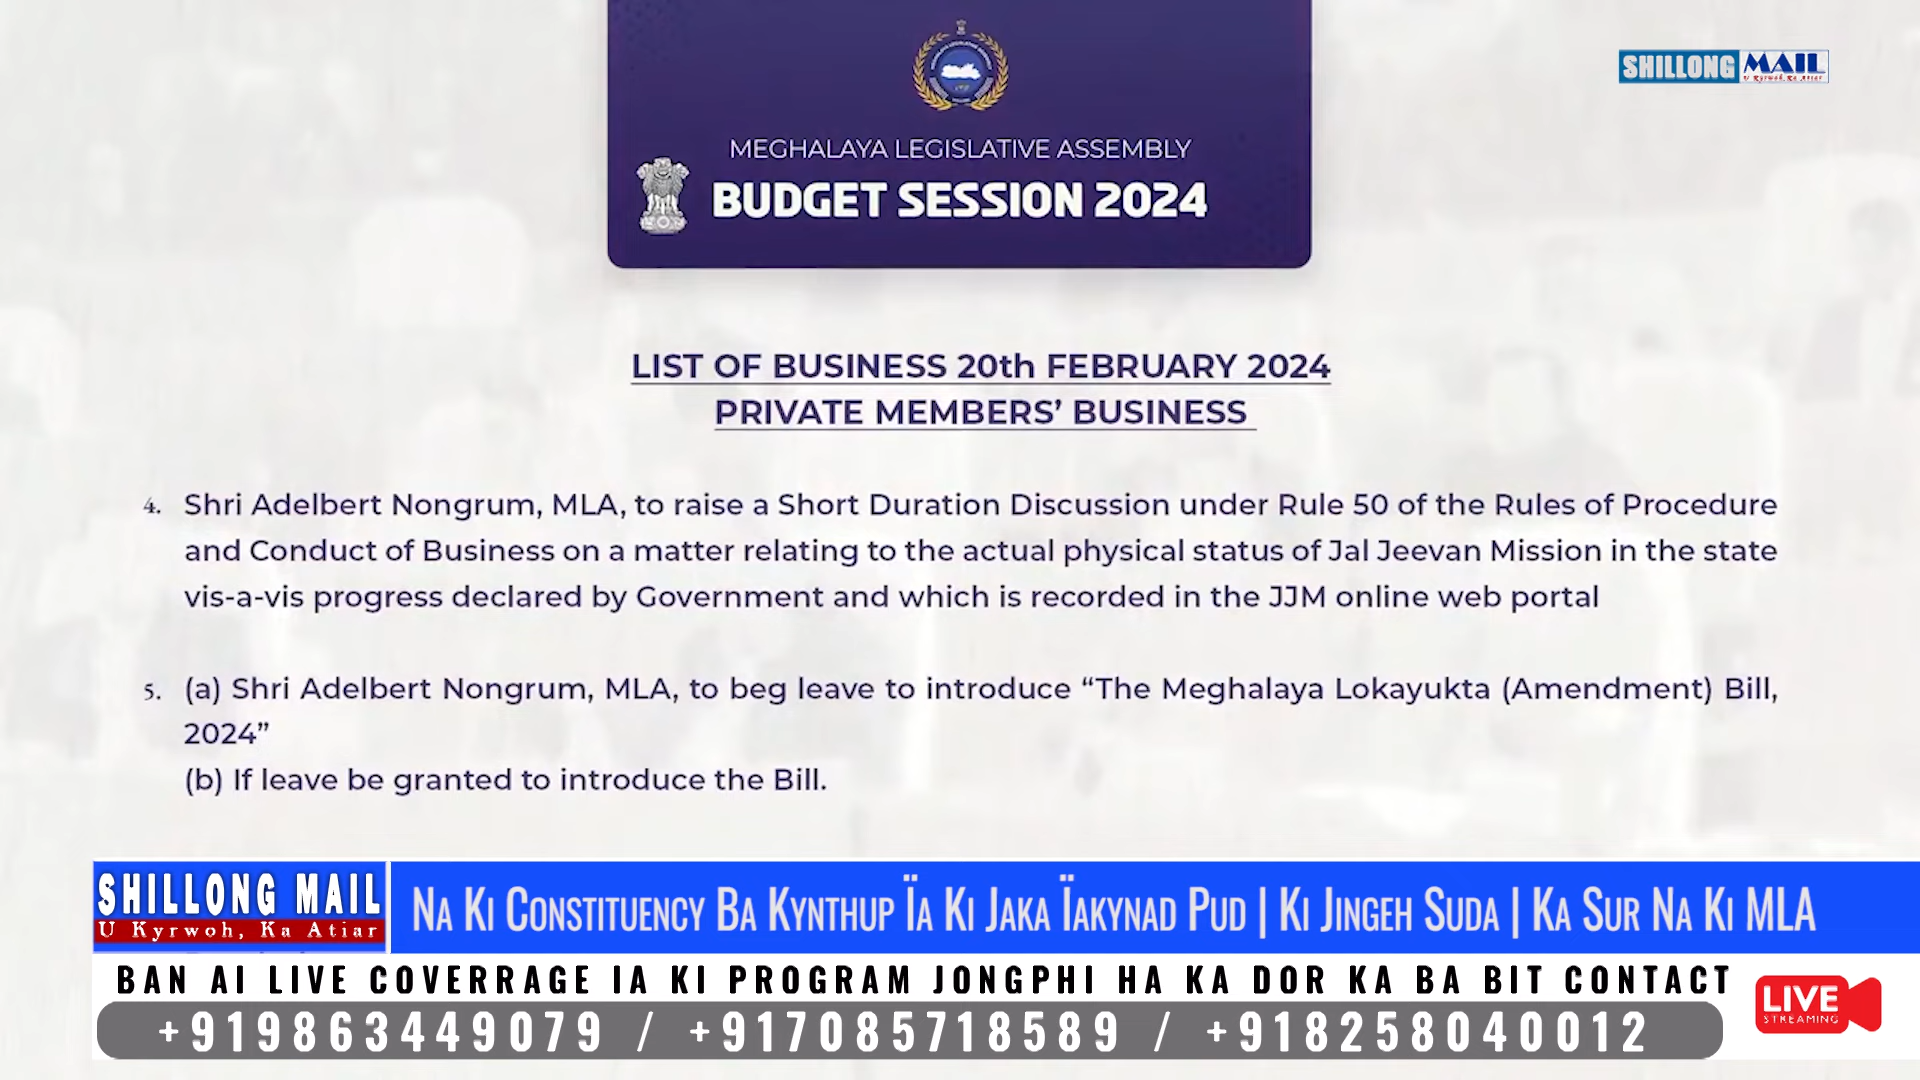 SHILLONG MAIL
U Kyrwoh, Ka Atiar
MEGHALAYA LEGISLATIVE ASSEMBLY
BUDGET SESSION 2024
LIST OF BUSINESS 20th FEBRUARY 2024
PRIVATE MEMBERS' BUSINESS
4. Shri Adelbert Nongrum, MLA, to raise a Short Duration Discussion under Rule 50 of the Rules of Procedure
and Conduct of Business on a matter relating to the actual physical status of Jal Jeevan Mission in the state
vis-a-vis progress declared by Government and which is recorded in the JJM online web portal
5. (a) Shri Adelbert Nongrum, MLA, to beg leave to introduce “The Meghalaya Lokayukta (Amendment) Bill,
2024”
(b) If leave be granted to introduce the Bill.
SHILLONG MAIL
U Kyrwoh, Ka Atiar
NA KI CONSTITUENCY BA KYNTHUP ÏA KI JAKA ÏAKYNAD PUD | KI JINGEH SUDA | KA SUR NA KI MLA
BAN AI LIVE COVERRAGE IA KI PROGRAM JONGPHI HA KA DOR KA BA BIT CONTACT
+919863449079 / +917085718589 / +918258040012
LIVE
STREAMING